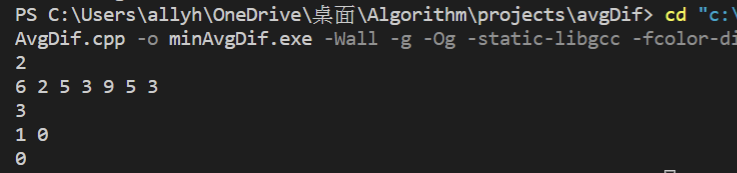 PS C:\Users\allyh\OneDrive\桌面\Algorithm\projects\avgDif> cd "c:\
AvgDif.cpp -o minAvgDif.exe -Wall -g -Og -static-libgcc -fcolor-di
2
6 2 5 3 9 5 3
3
1 0
0